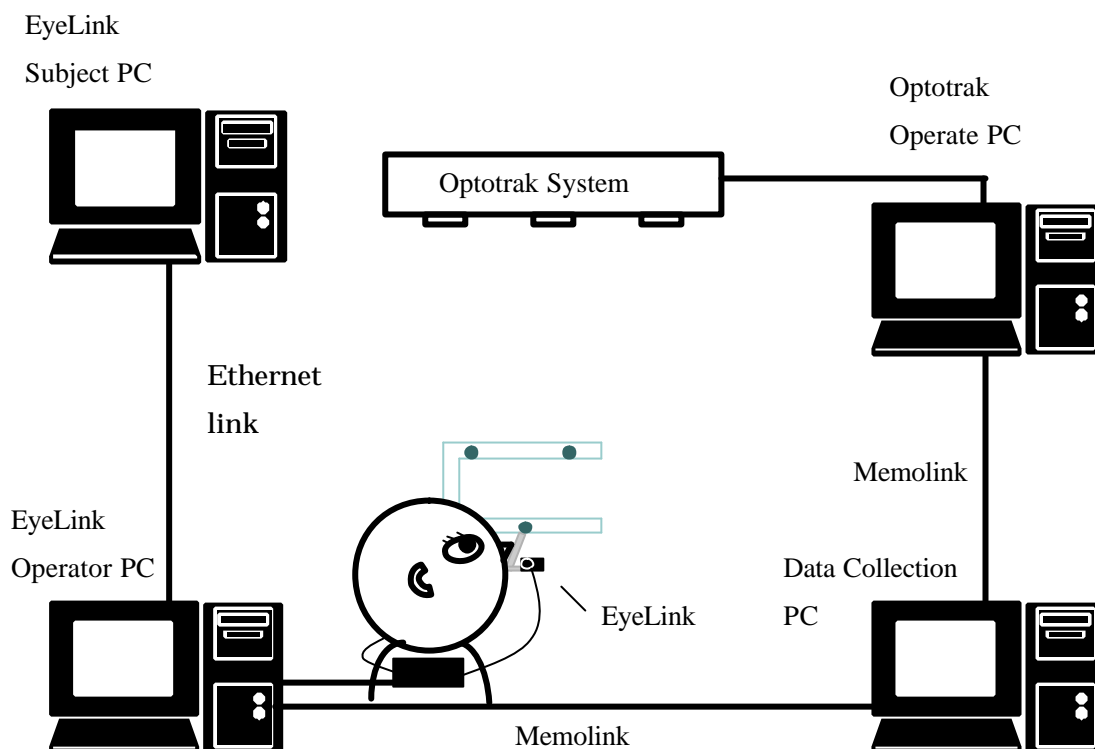 EyeLink
Subject PC
Optotrak
Operate PC
Optotrak System
Ethernet
link
Memolink
EyeLink
Operator PC
Data Collection
PC
EyeLink
Memolink